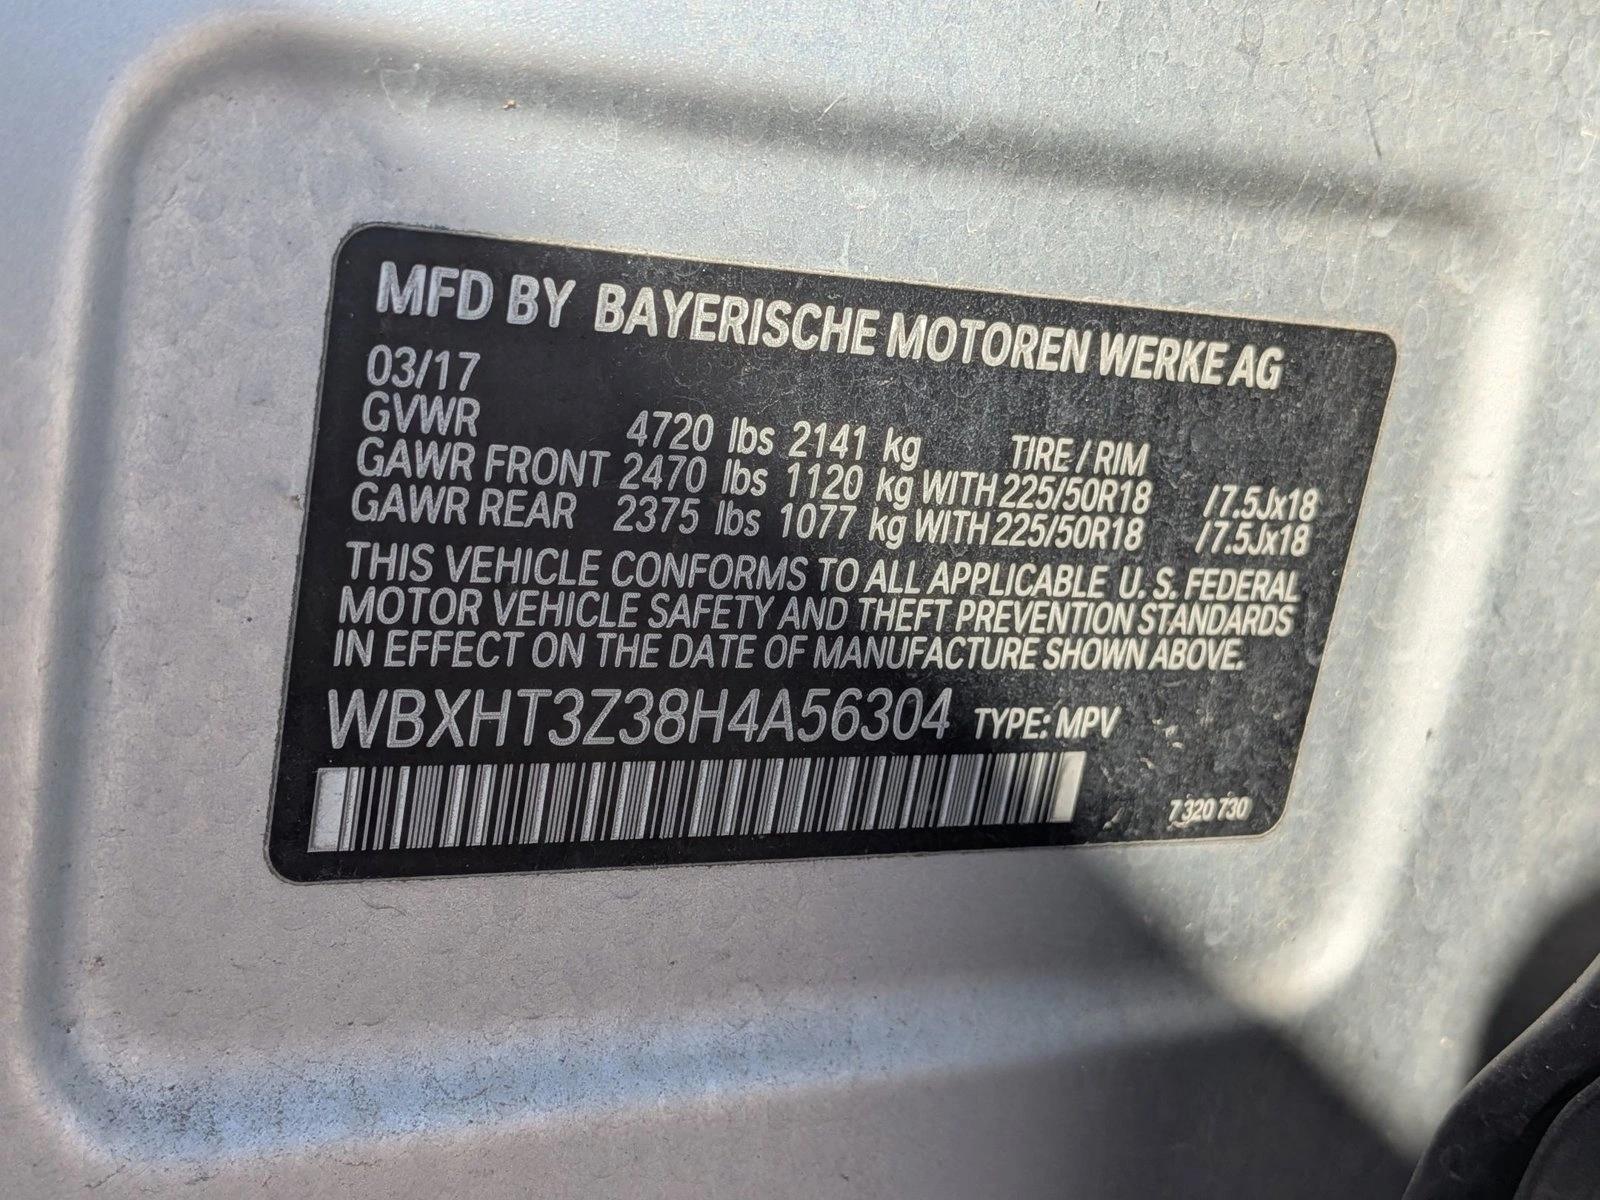 MFD BY BAYERISCHE MOTOREN WERKE AG
03/17
GVWR 4720 lbs 2141 kg TIRE / RIM
GAWR FRONT 2470 lbs 1120 kg WITH 225/50R18 /7.5Jx18
GAWR REAR 2375 lbs 1077 kg WITH 225/50R18 /7.5Jx18
THIS VEHICLE CONFORMS TO ALL APPLICABLE U. S. FEDERAL
MOTOR VEHICLE SAFETY AND THEFT PREVENTION STANDARDS
IN EFFECT ON THE DATE OF MANUFACTURE SHOWN ABOVE.
WBXHT3Z38H4A56304 TYPE: MPV
7 320 730